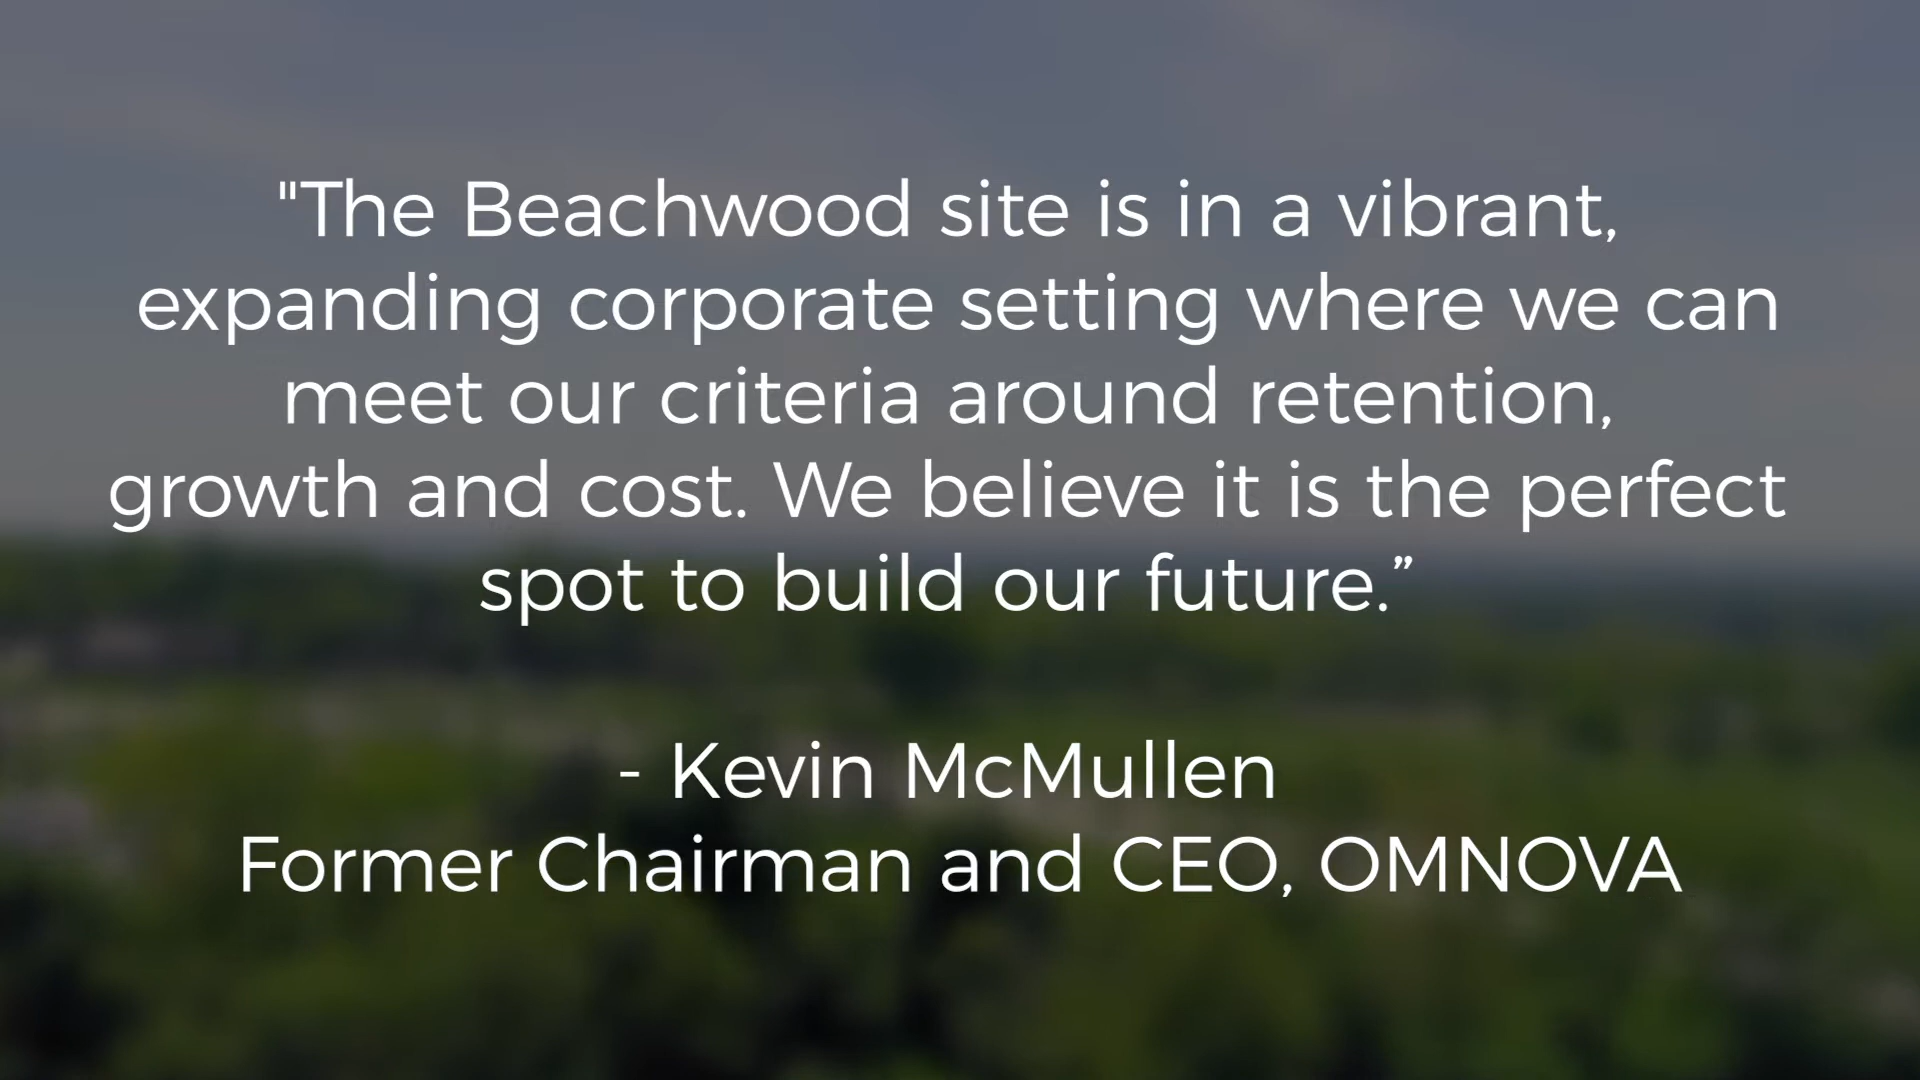 "The Beachwood site is in a vibrant,
expanding corporate setting where we can
meet our criteria around retention,
growth and cost. We believe it is the perfect
spot to build our future.”
- Kevin McMullen
Former Chairman and CEO, OMNOVA